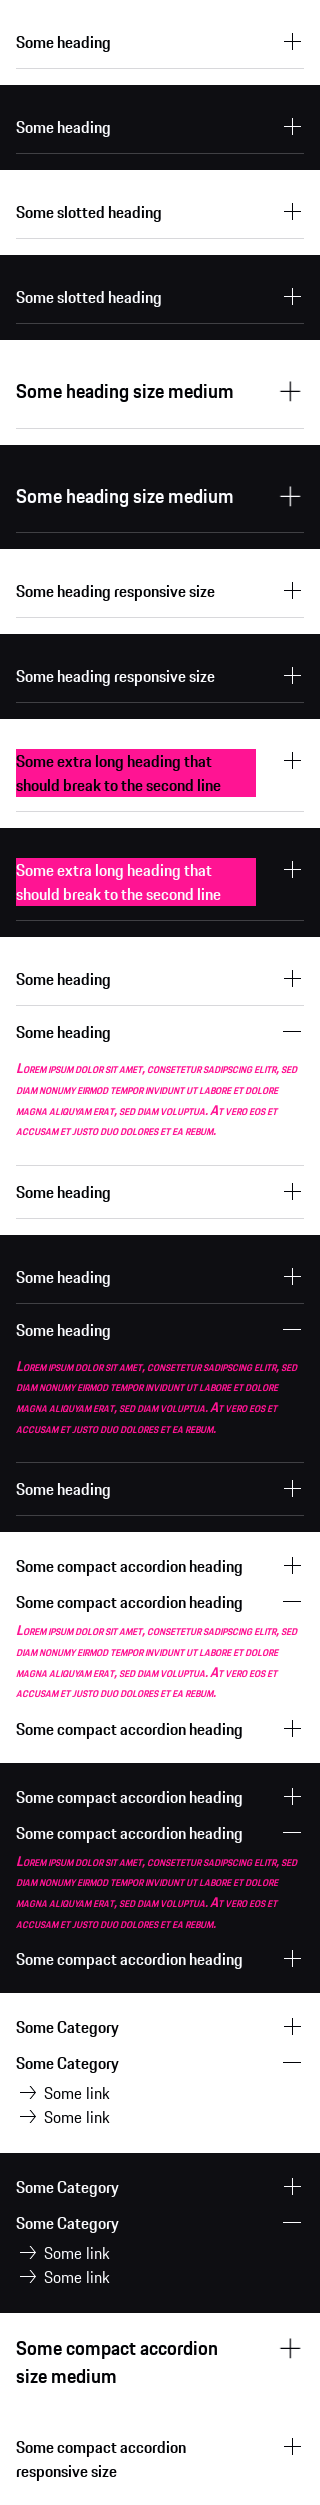 Some heading
Some heading
Some slotted heading
Some slotted heading
Some heading size medium
Some heading size medium
Some heading responsive size
Some heading responsive size
Some extra long heading that
should break to the second line
Some extra long heading that
should break to the second line
Some heading
Some heading
Lorem ipsum dolor sit amet, consetetur sadipscing elitr, sed
diam nonumy eirmod tempor invidunt ut labore et dolore
magna aliquyam erat, sed diam voluptua. At vero eos et
accusam et justo duo dolores et ea rebum.
Some heading
Some heading
Some heading
Lorem ipsum dolor sit amet, consetetur sadipscing elitr, sed
diam nonumy eirmod tempor invidunt ut labore et dolore
magna aliquyam erat, sed diam voluptua. At vero eos et
accusam et justo duo dolores et ea rebum.
Some heading
Some compact accordion heading
Some compact accordion heading
Lorem ipsum dolor sit amet, consetetur sadipscing elitr, sed
diam nonumy eirmod tempor invidunt ut labore et dolore
magna aliquyam erat, sed diam voluptua. At vero eos et
accusam et justo duo dolores et ea rebum.
Some compact accordion heading
Some compact accordion heading
Some compact accordion heading
Lorem ipsum dolor sit amet, consetetur sadipscing elitr, sed
diam nonumy eirmod tempor invidunt ut labore et dolore
magna aliquyam erat, sed diam voluptua. At vero eos et
accusam et justo duo dolores et ea rebum.
Some compact accordion heading
Some Category
Some Category
Some link
Some link
Some Category
Some Category
Some link
Some link
Some compact accordion
size medium
Some compact accordion
responsive size